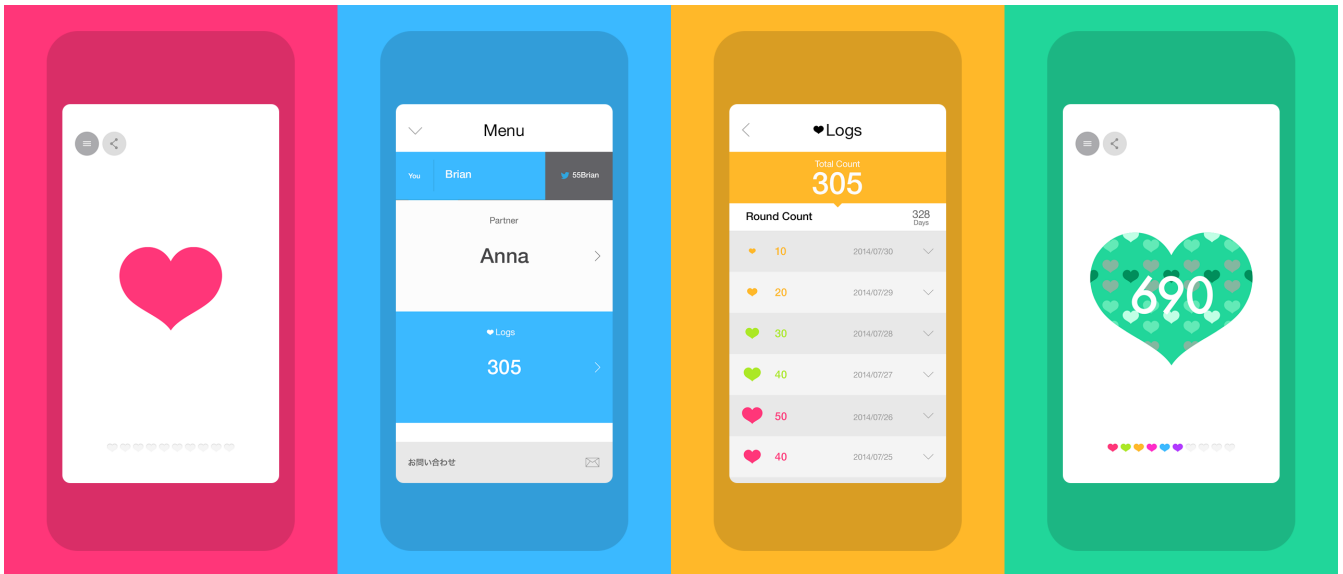 Menu
You Brian 55Brian
Partner
Anna
Logs
305
お問い合わせ
Logs
Total Count
305
Round Count 328
Days
10 2014/07/30
20 2014/07/29
30 2014/07/28
40 2014/07/27
50 2014/07/26
40 2014/07/25
690